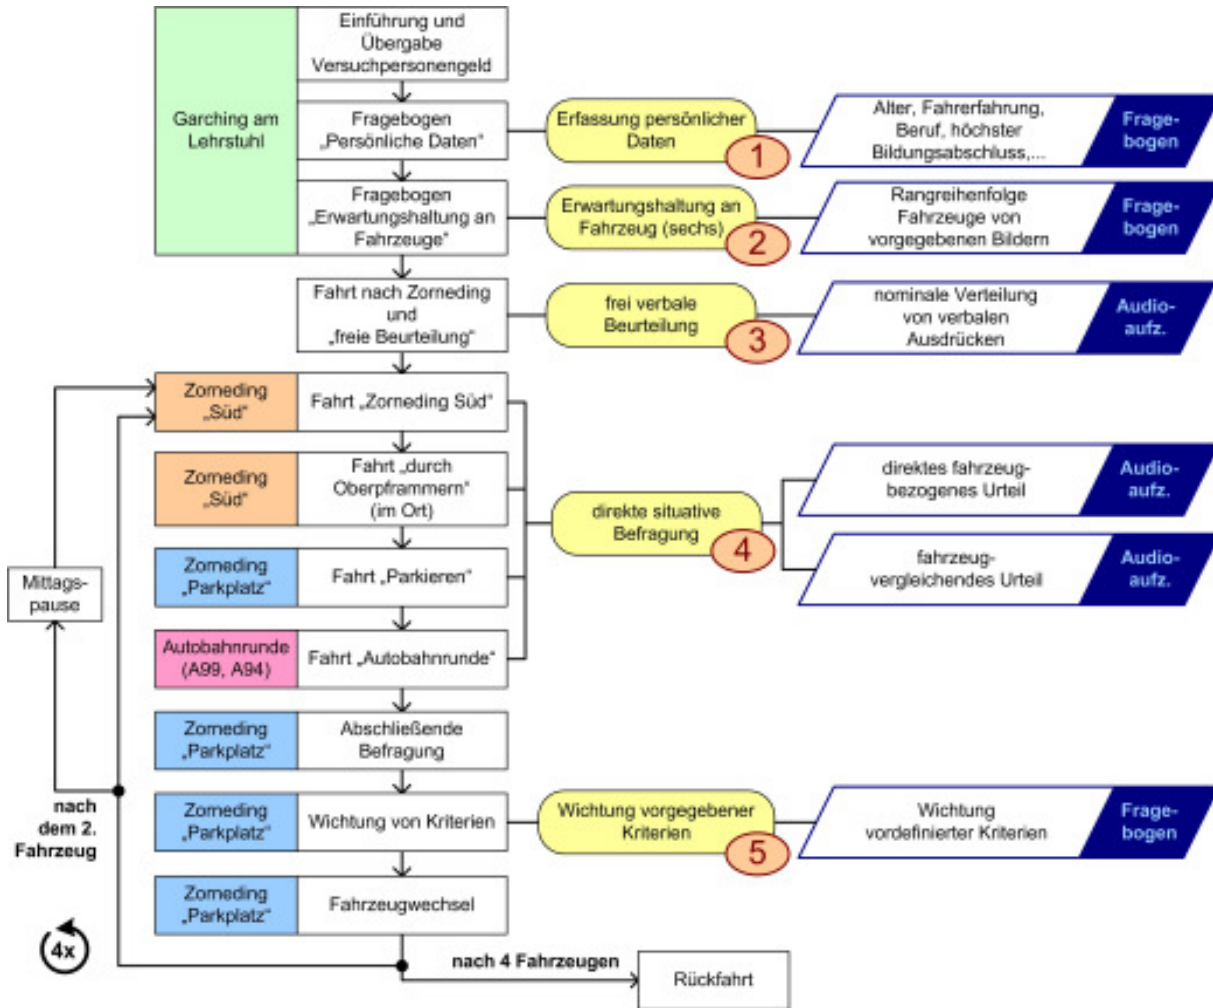 Einführung und
Übergabe
Versuchpersonengeld
Garching am
Lehrstuhl
Fragebogen
„Persönliche Daten“
Erfassung persönlicher
Daten
1
Alter, Fahrerfahrung,
Beruf, höchster
Bildungsabschluss,...
Frage-
bogen
Fragebogen
„Erwartungshaltung an
Fahrzeuge“
Erwartungshaltung an
Fahrzeug (sechs)
2
Rangreihenfolge
Fahrzeuge von
vorgegebenen Bildern
Frage-
bogen
Fahrt nach Zorneding
und
„freie Beurteilung“
frei verbale
Beurteilung
3
nominale Verteilung
von verbalen
Ausdrücken
Audio-
aufz.
Zorneding
„Süd“
Fahrt „Zorneding Süd“
Zorneding
„Süd“
Fahrt „durch
Oberpframmern“
(im Ort)
direkte situative
Befragung
4
direktes fahrzeug-
bezogenes Urteil
Audio-
aufz.
fahrzeug-
vergleichendes Urteil
Audio-
aufz.
Zorneding
„Parkplatz“
Fahrt „Parkieren“
Mittags-
pause
Autobahnrunde
(A99, A94)
Fahrt „Autobahnrunde“
Zorneding
„Parkplatz“
Abschließende
Befragung
nach
dem 2.
Fahrzeug
Zorneding
„Parkplatz“
Wichtung von Kriterien
Wichtung vorgegebener
Kriterien
5
Wichtung
vordefinierter Kriterien
Frage-
bogen
Zorneding
„Parkplatz“
Fahrzeugwechsel
4x
nach 4 Fahrzeugen
Rückfahrt